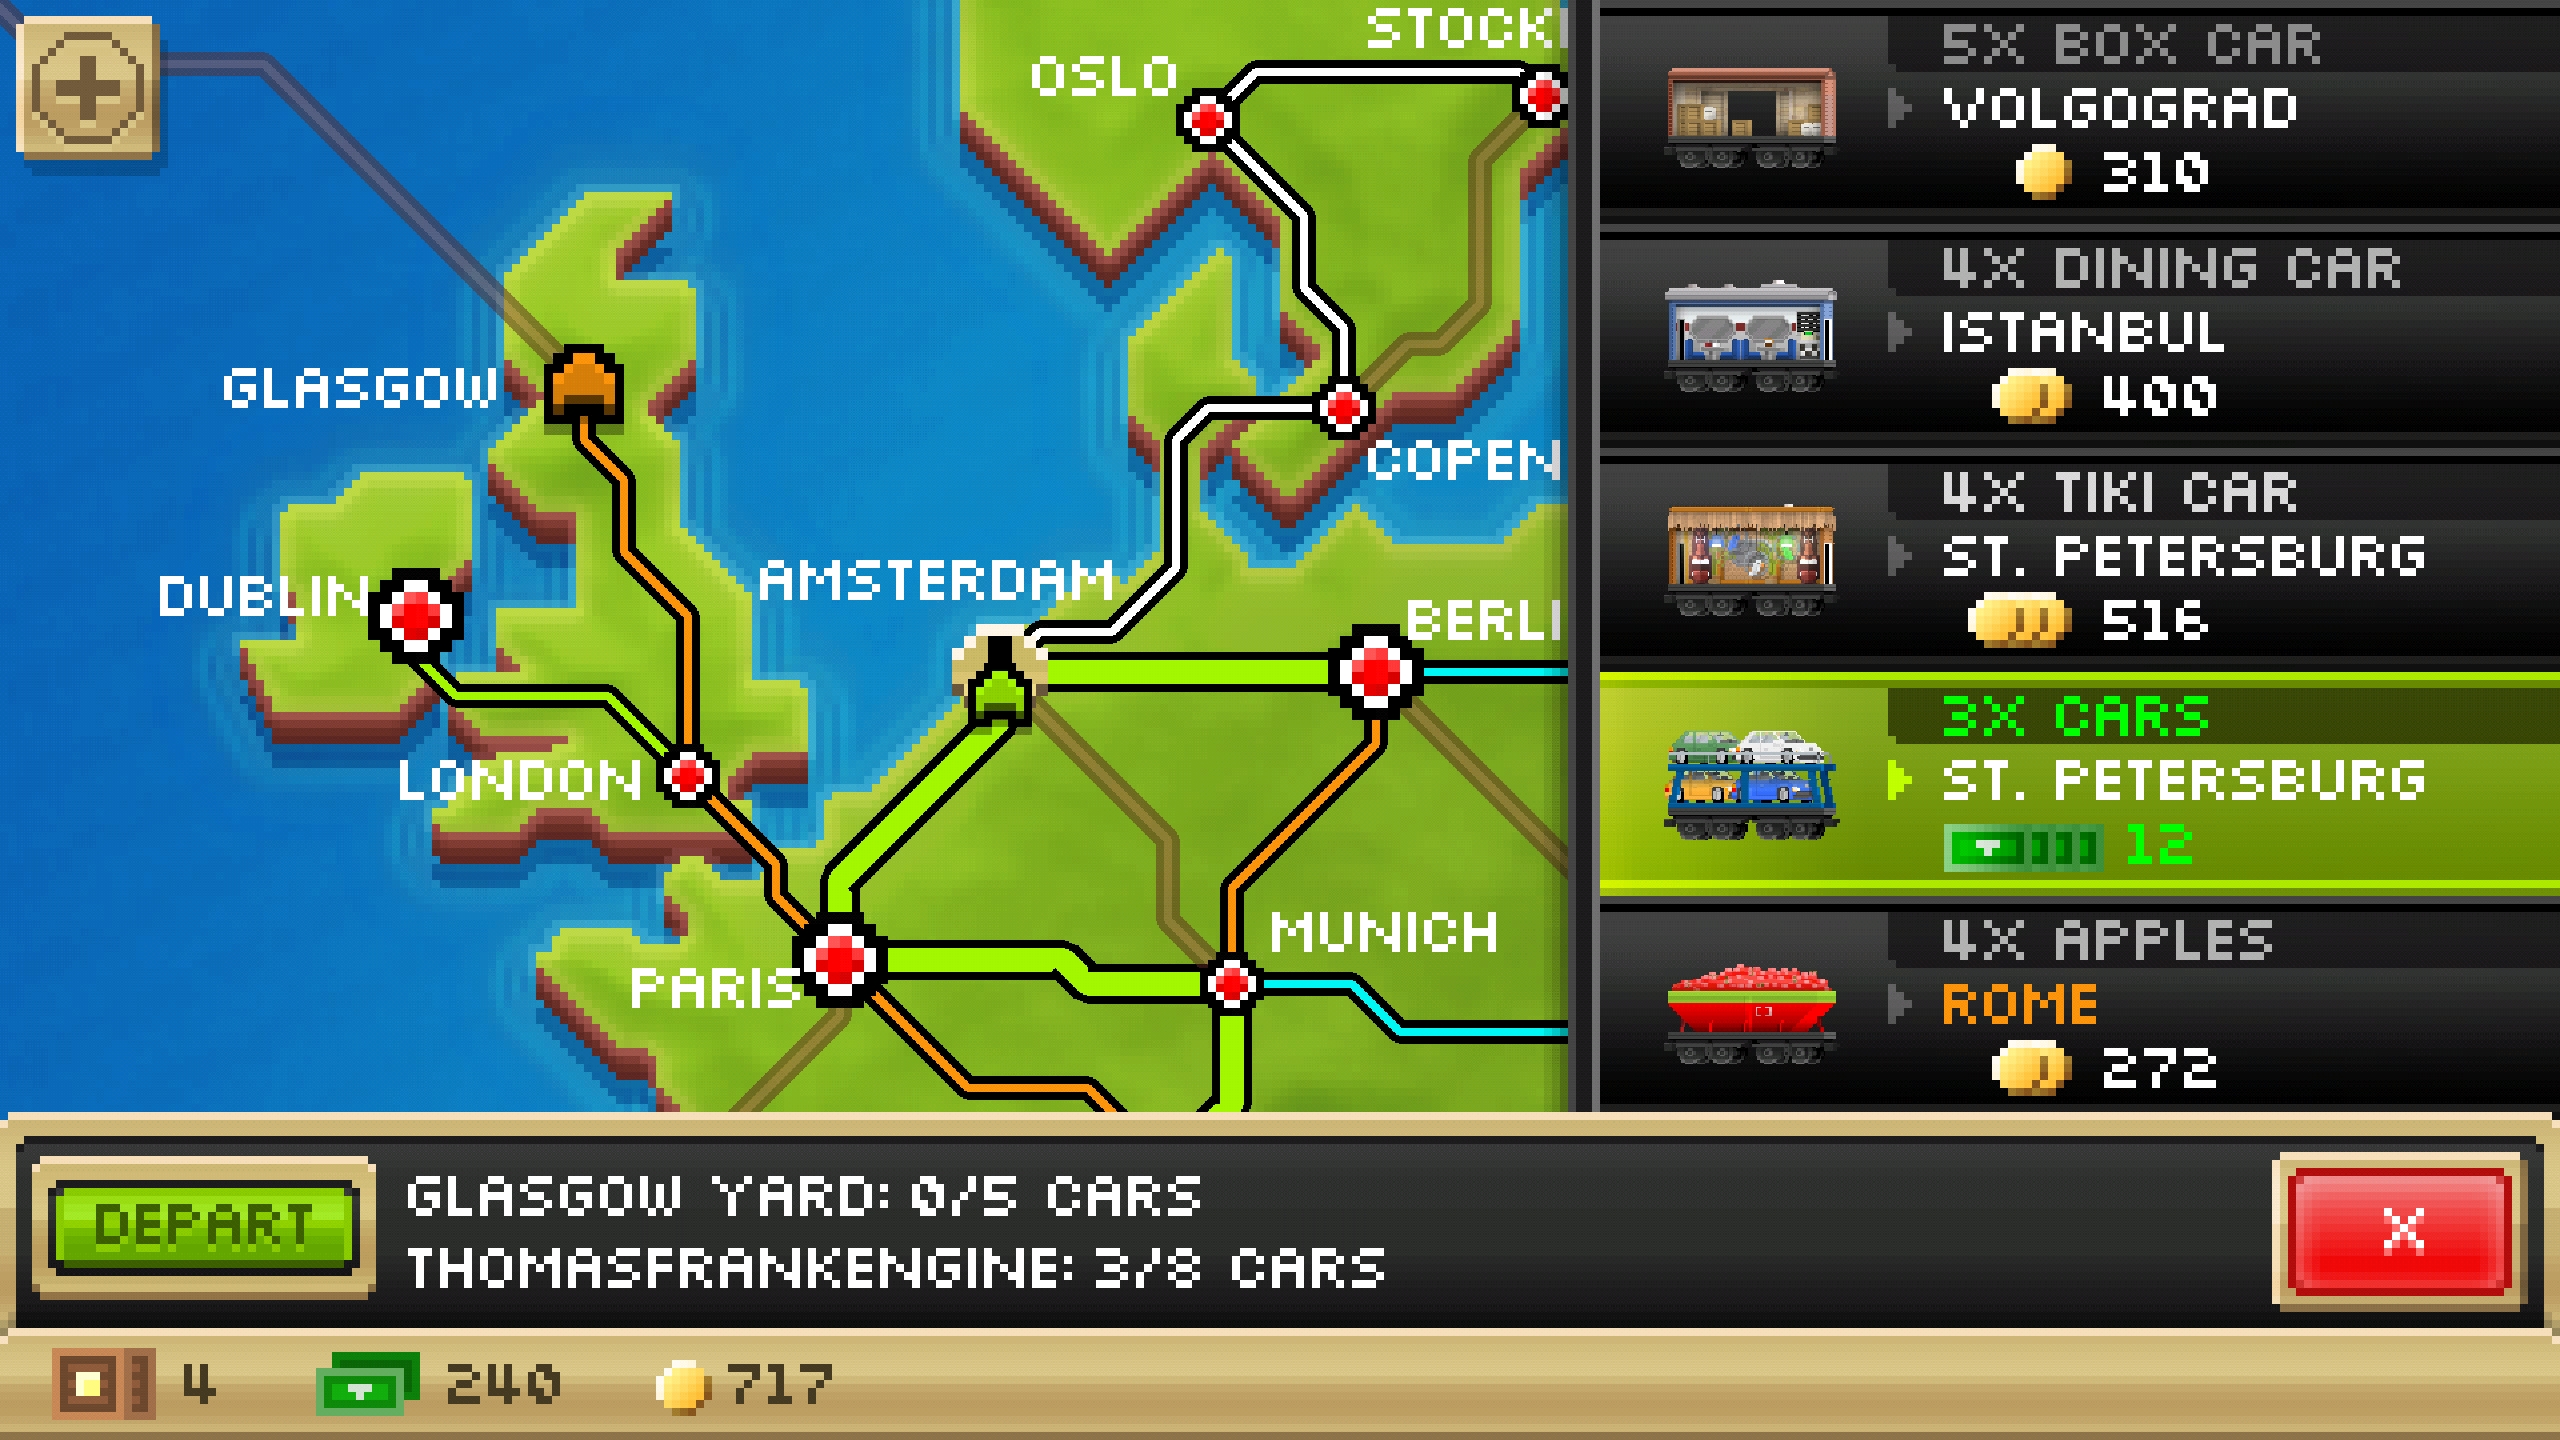 STOCK
OSLO
GLASGOW
COPEN
DUBLIN
AMSTERDAM
BERLI
LONDON
MUNICH
PARIS
5X BOX CAR
VOLGOGRAD
310
4X DINING CAR
ISTANBUL
400
4X TIKI CAR
ST. PETERSBURG
516
3X CARS
ST. PETERSBURG
12
4X APPLES
ROME
272
DEPART
GLASGOW YARD: 0/5 CARS
THOMASFRANKENGINE: 3/8 CARS
X
4
240
717